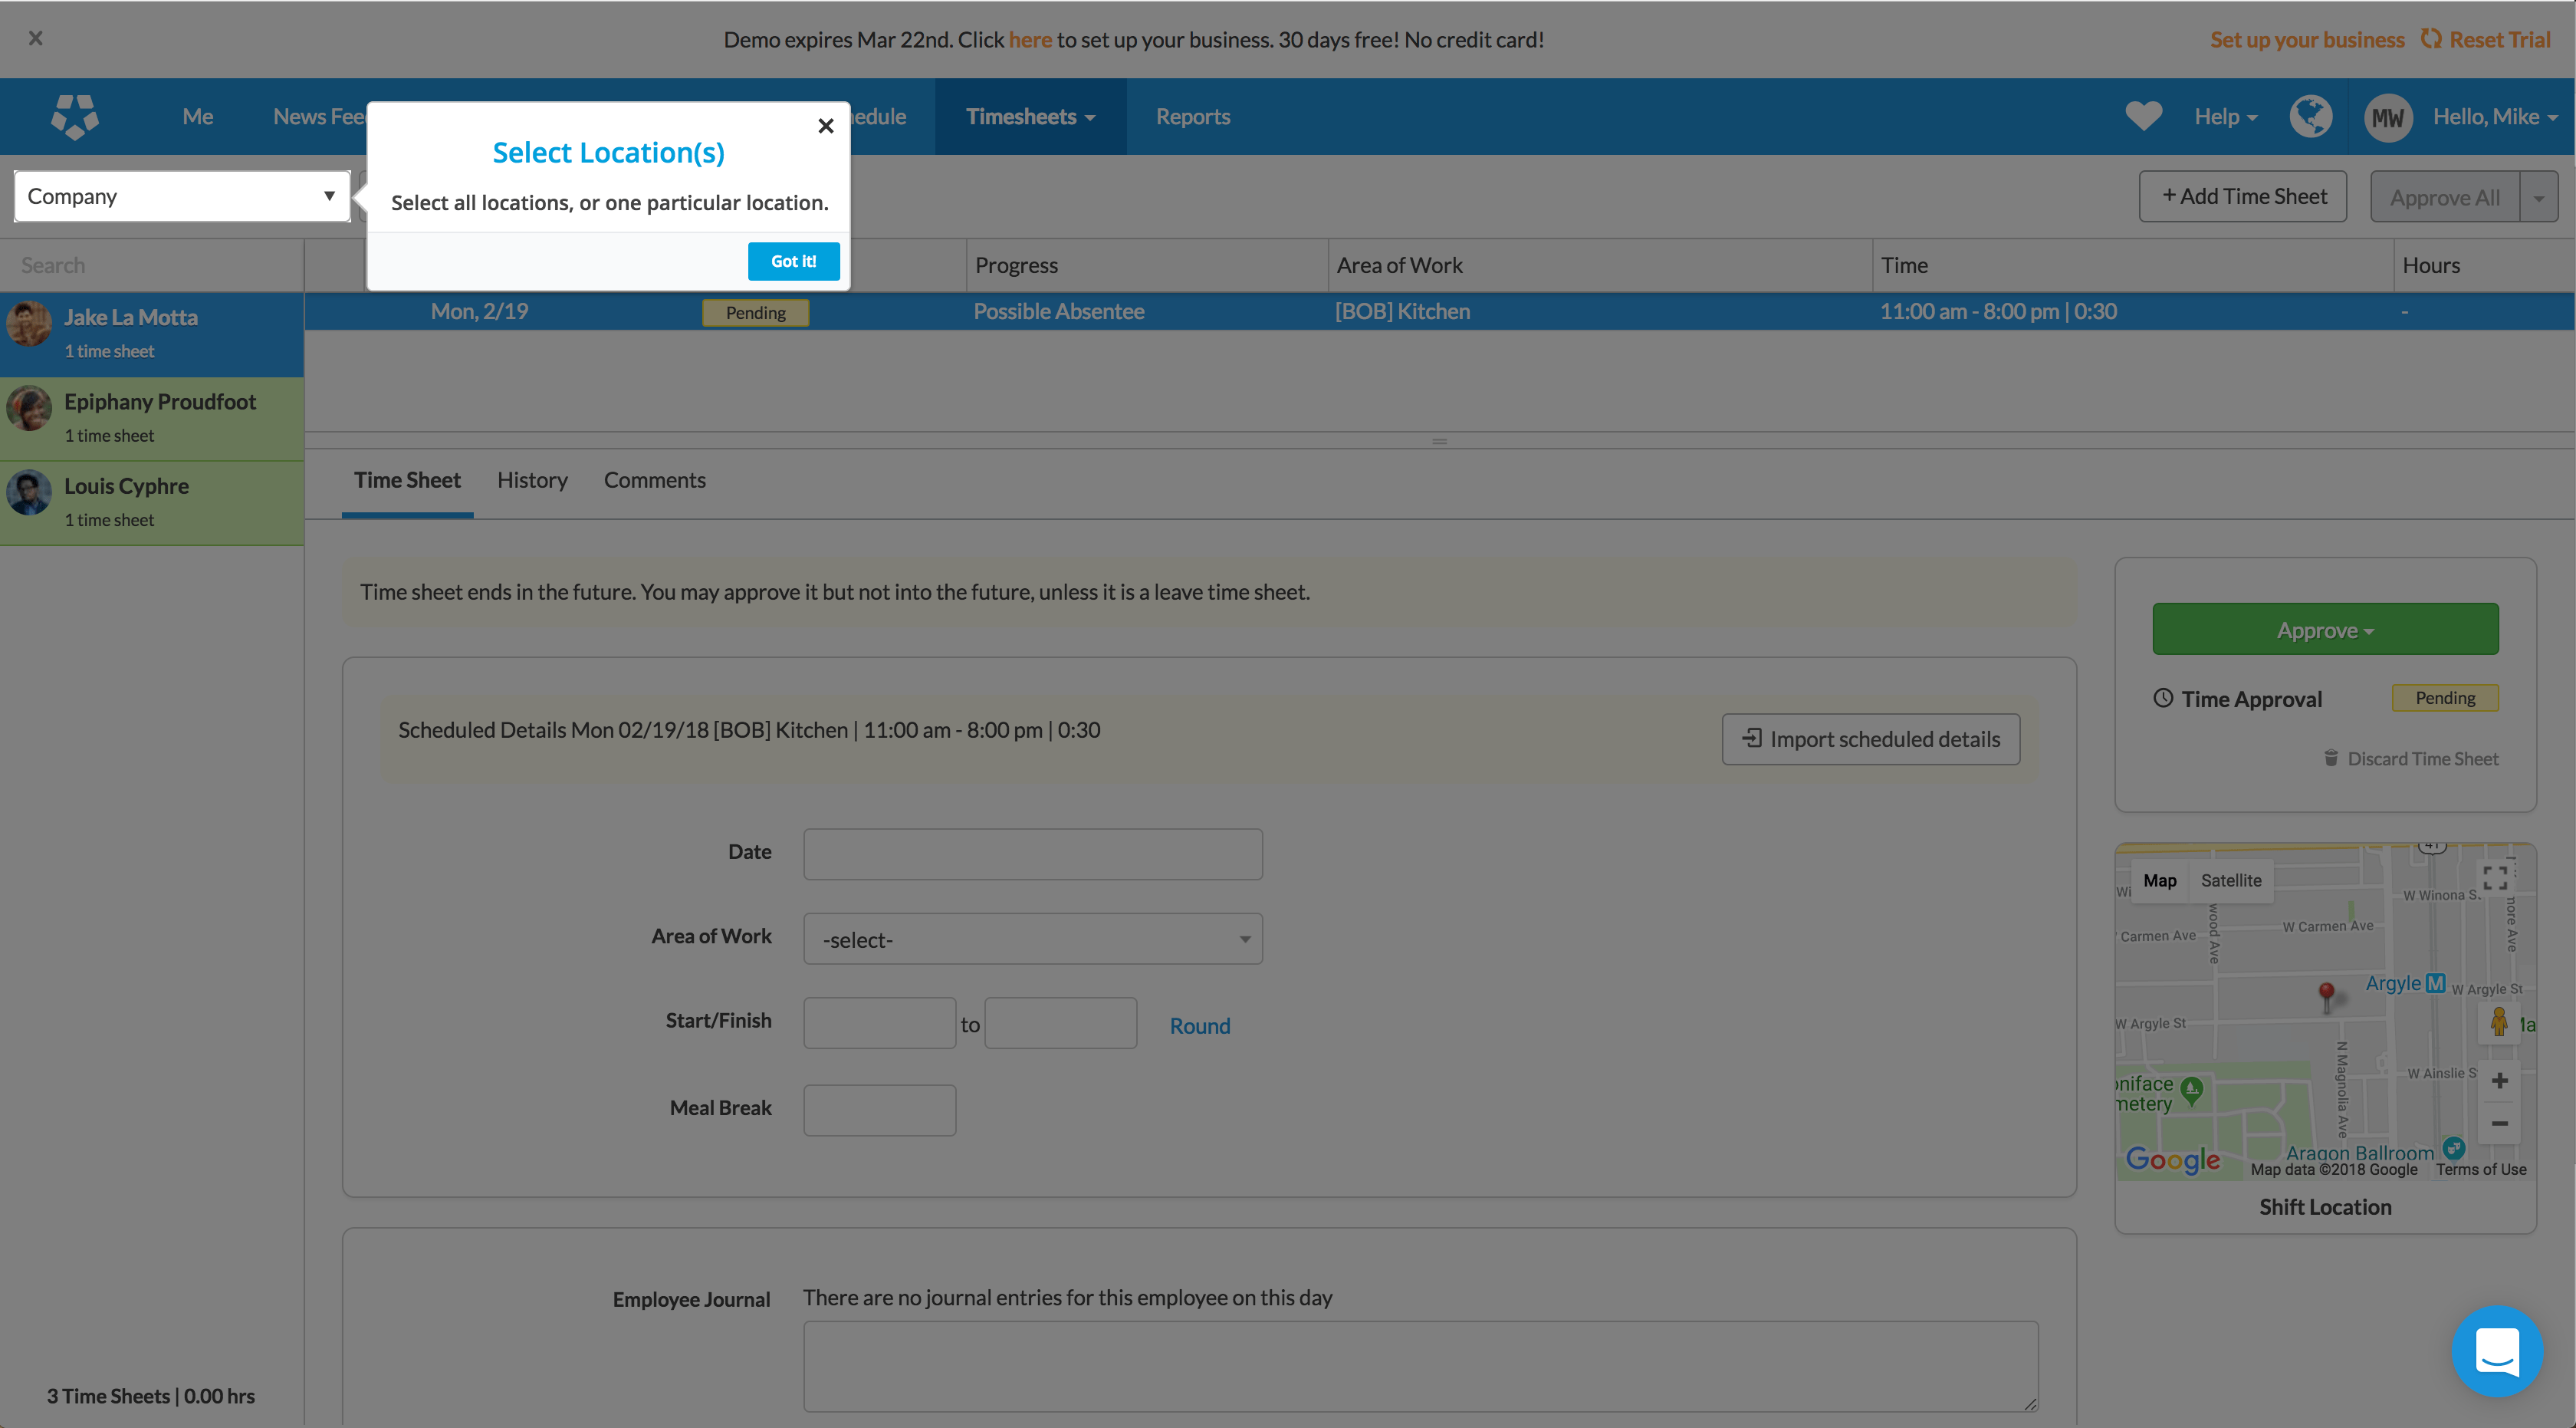 Demo expires Mar 22nd. Click here to set up your business. 30 days free! No credit card!
Set up your business
Reset Trial
Me
News Fee
hedule
Timesheets
Reports
Help
MW
Hello, Mike
Select Location(s)
Select all locations, or one particular location.
Got it!
Company
+ Add Time Sheet
Approve All
Search
Progress
Area of Work
Time
Hours
Jake La Motta
1 time sheet
Mon, 2/19
Pending
Possible Absentee
[BOB] Kitchen
11:00 am - 8:00 pm | 0:30
-
Epiphany Proudfoot
1 time sheet
Louis Cyphre
1 time sheet
Time Sheet
History
Comments
Time sheet ends in the future. You may approve it but not into the future, unless it is a leave time sheet.
Approve
Time Approval
Pending
Discard Time Sheet
Scheduled Details Mon 02/19/18 [BOB] Kitchen | 11:00 am - 8:00 pm | 0:30
Import scheduled details
Date
Area of Work
-select-
Start/Finish
to
Round
Meal Break
41
Map
Satellite
W Winona S
wood Ave
more Ave
Carmen Ave
W Carmen Ave
Argyle M
W Argyle St
W Argyle St
Ma
N Magnolia Ave
W Ainslie S
oniface
metery
Aragon Ballroom
Google
Map data ©2018 Google
Terms of Use
Shift Location
Employee Journal
There are no journal entries for this employee on this day
3 Time Sheets | 0.00 hrs